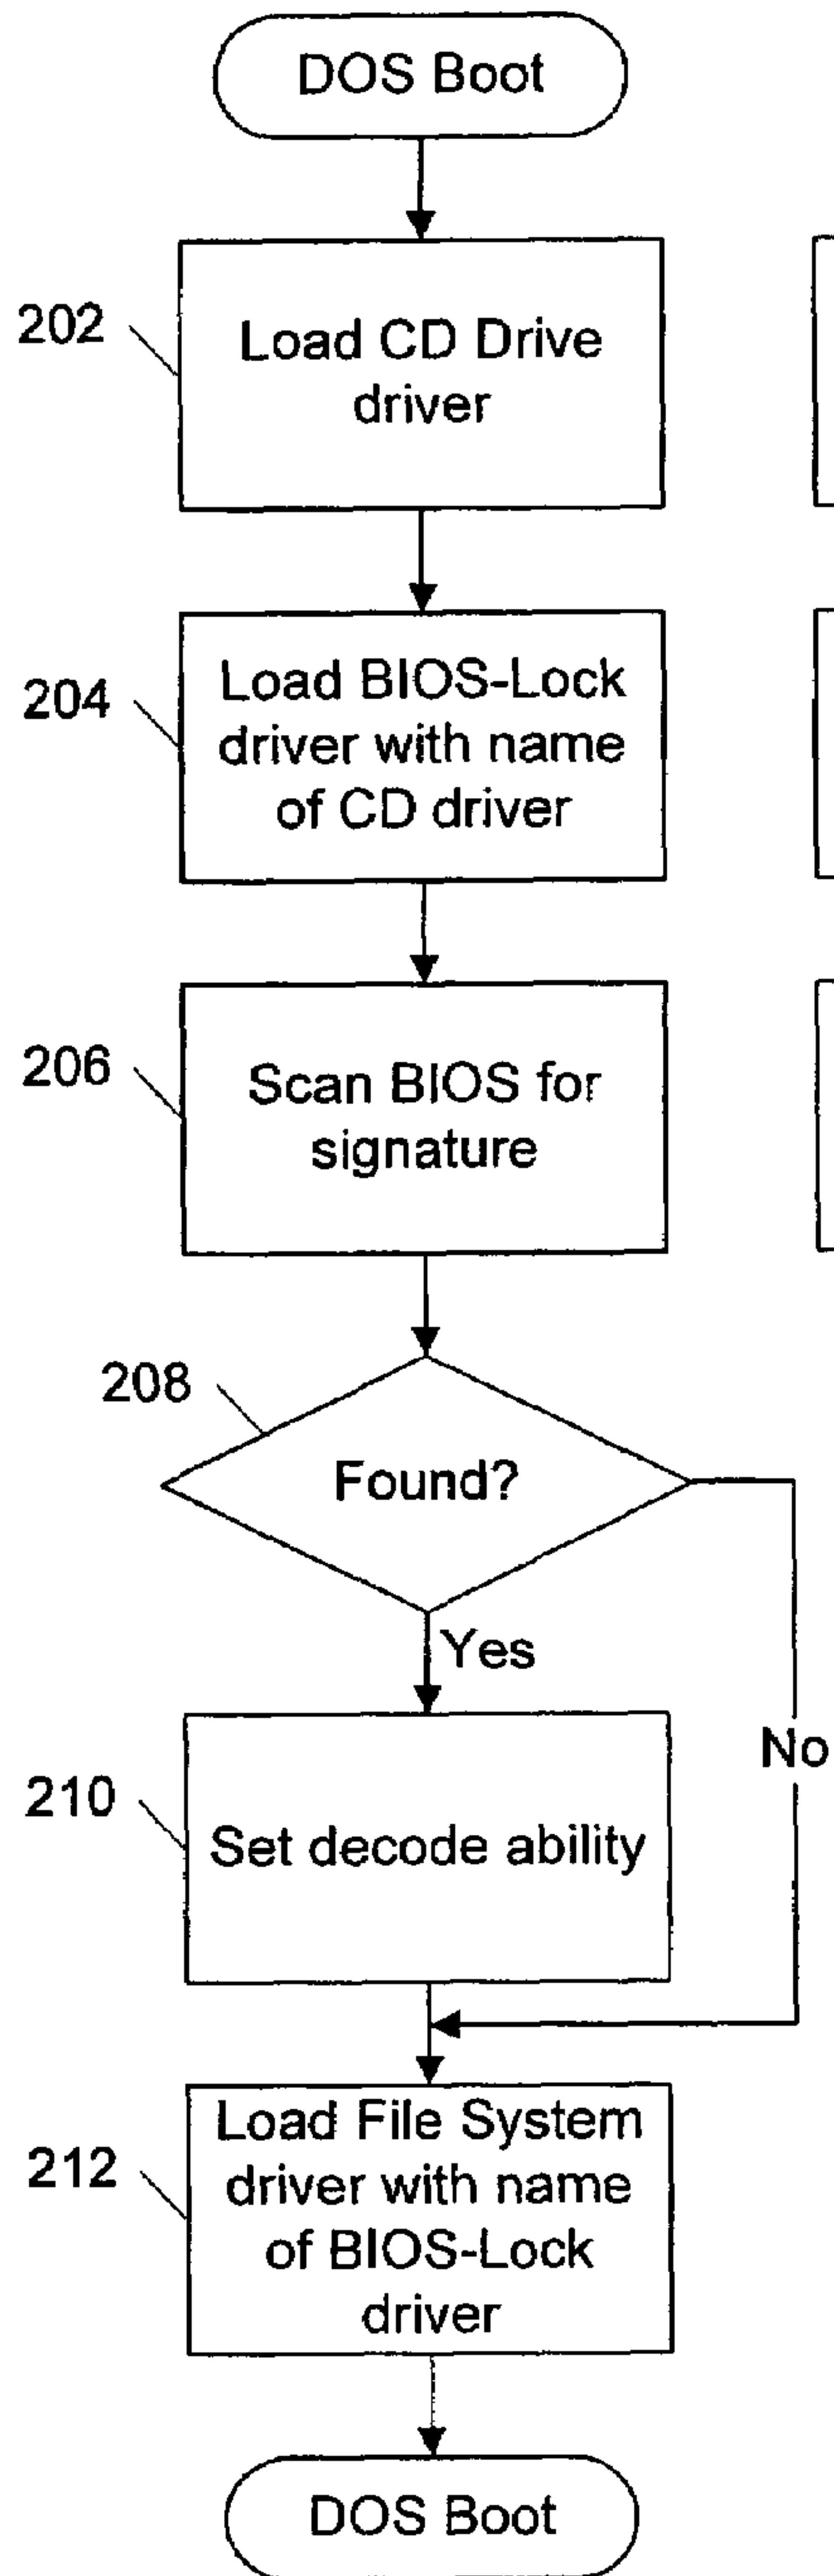 DOS Boot
202
Load CD Drive
driver
204
Load BIOS-Lock
driver with name
of CD driver
206
Scan BIOS for
signature
208
Found?
Yes
No
210
Set decode ability
212
Load File System
driver with name
of BIOS-Lock
driver
DOS Boot